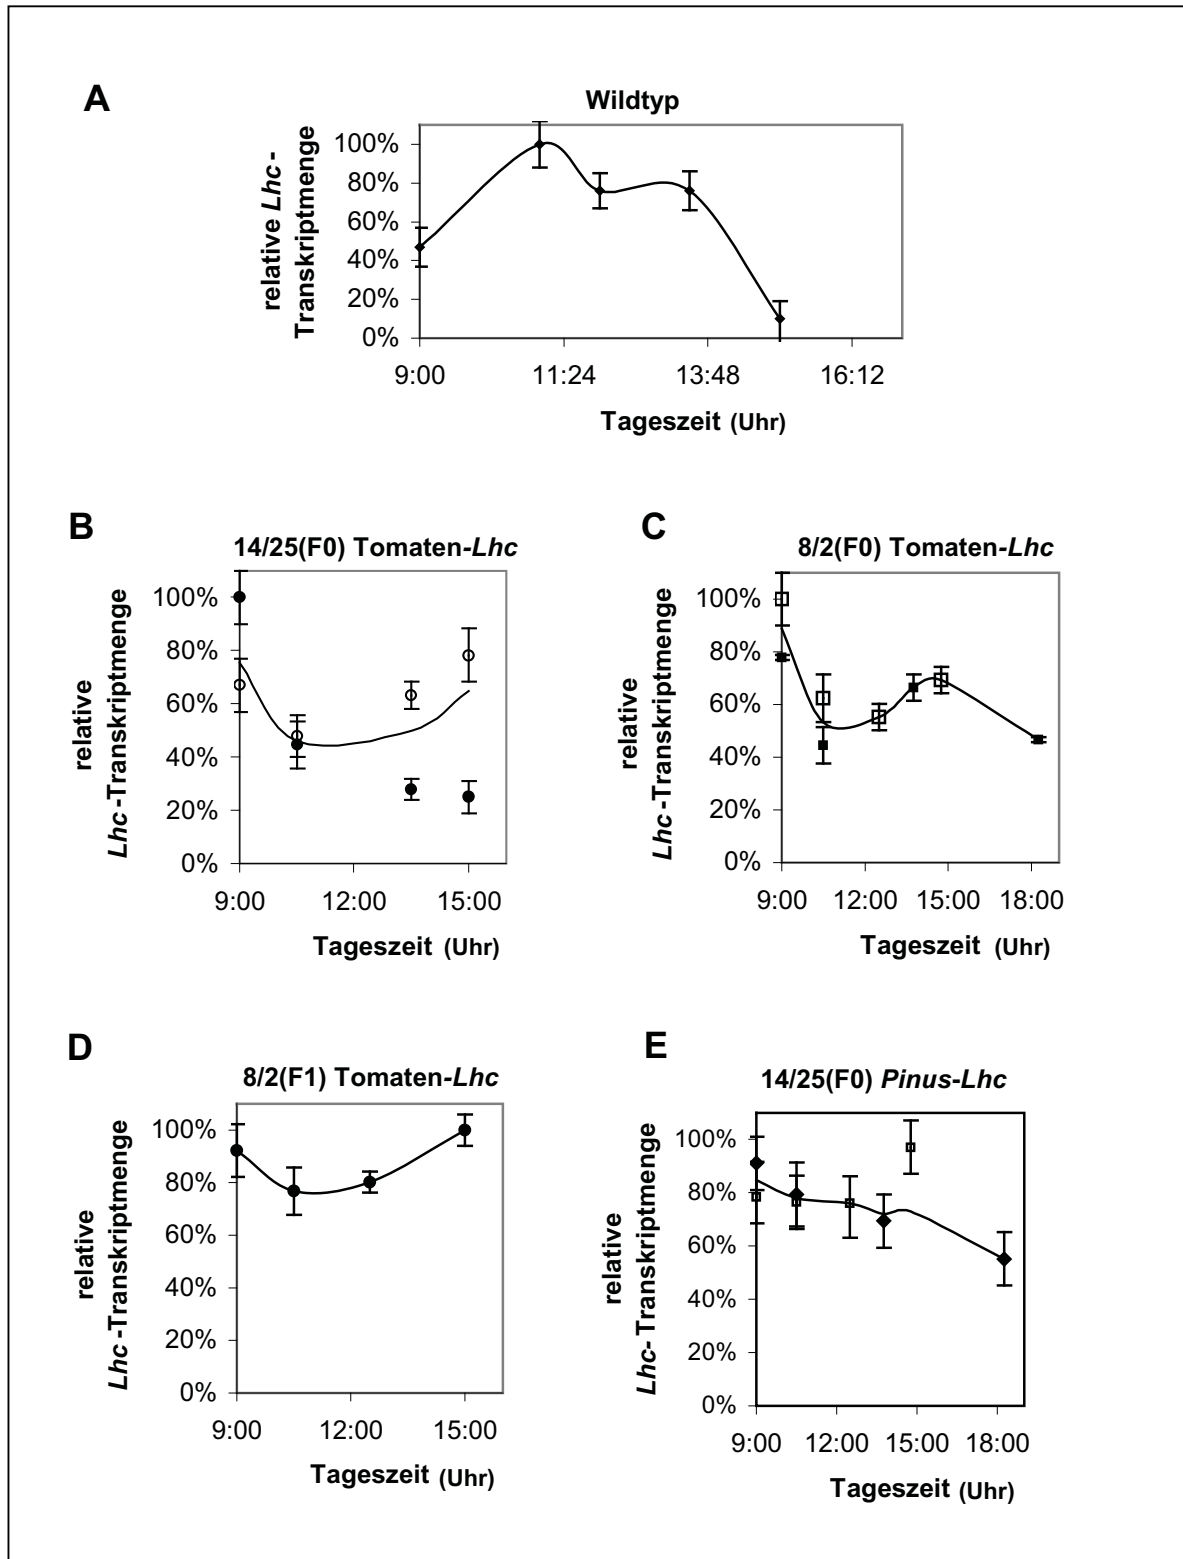 A
Wildtyp
relative Lhc -
Transkriptmenge
100%
80%
60%
40%
20%
0%
9:00 11:24 13:48 16:12
Tageszeit (Uhr)
B
14/25(F0) Tomaten-Lhc
relative
Lhc -Transkriptmenge
100%
80%
60%
40%
20%
0%
9:00 12:00 15:00
Tageszeit (Uhr)
C
8/2(F0) Tomaten-Lhc
relative
Lhc -Transkriptmenge
100%
80%
60%
40%
20%
0%
9:00 12:00 15:00 18:00
Tageszeit (Uhr)
D
8/2(F1) Tomaten-Lhc
relative
Lhc -Transkriptmenge
100%
80%
60%
40%
20%
0%
9:00 12:00 15:00
Tageszeit (Uhr)
E
14/25(F0) Pinus-Lhc
relative
Lhc- Transkriptmenge
100%
80%
60%
40%
20%
0%
9:00 12:00 15:00 18:00
Tageszeit (Uhr)